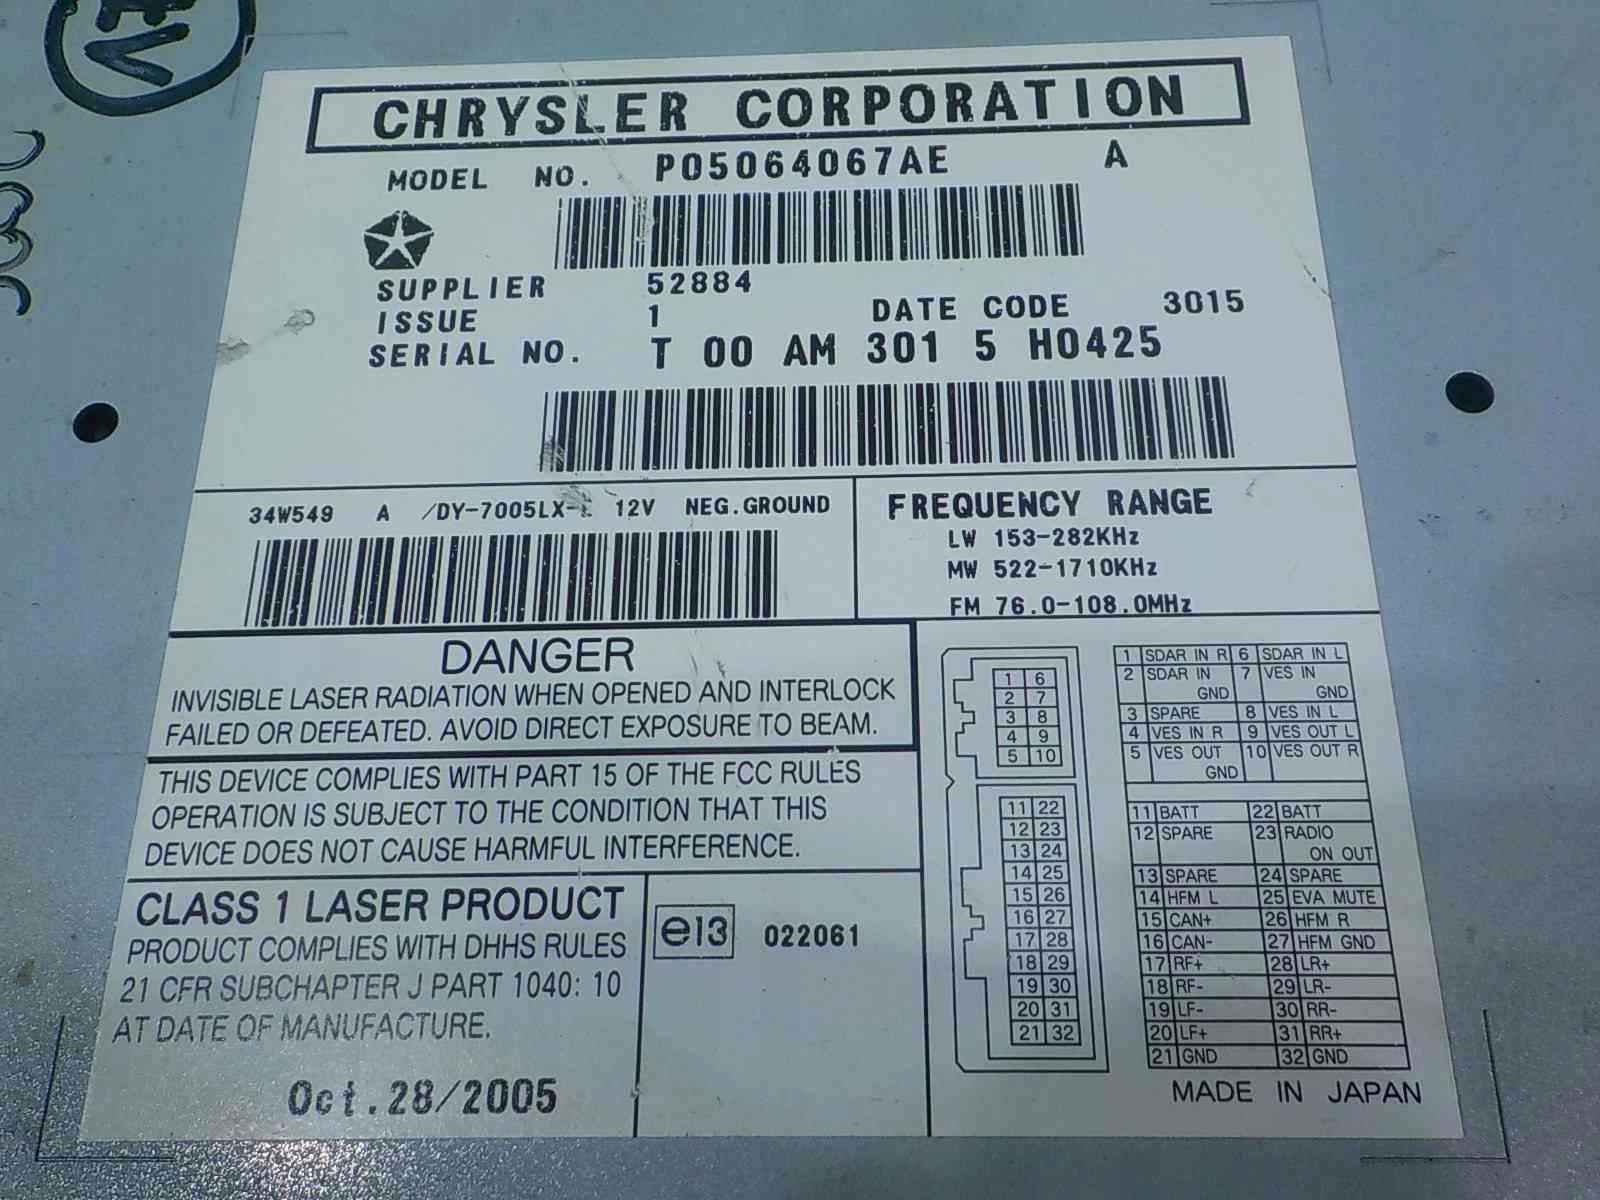 EV
CHRYSLER CORPORATION
MODEL NO. P05064067AE A
SUPPLIER 52884
ISSUE 1 DATE CODE 3015
SERIAL NO. T 00 AM 301 5 H0425
34W549 A /DY-7005LX- 12V NEG.GROUND
FREQUENCY RANGE
LW 153-282KHz
MW 522-1710KHz
FM 76.0-108.0MHz
DANGER
INVISIBLE LASER RADIATION WHEN OPENED AND INTERLOCK
FAILED OR DEFEATED. AVOID DIRECT EXPOSURE TO BEAM.
THIS DEVICE COMPLIES WITH PART 15 OF THE FCC RULES
OPERATION IS SUBJECT TO THE CONDITION THAT THIS
DEVICE DOES NOT CAUSE HARMFUL INTERFERENCE.
CLASS 1 LASER PRODUCT
PRODUCT COMPLIES WITH DHHS RULES
21 CFR SUBCHAPTER J PART 1040: 10
AT DATE OF MANUFACTURE.
Oct.28/2005
e13 022061
1 6
2 7
3 8
4 9
5 10
11 22
12 23
13 24
14 25
15 26
16 27
17 28
18 29
19 30
20 31
21 32
1 SDAR IN R 6 SDAR IN L
2 SDAR IN 7 VES IN
GND GND
3 SPARE 8 VES IN L
4 VES IN R 9 VES OUT L
5 VES OUT 10 VES OUT R
GND
11 BATT 22 BATT
12 SPARE 23 RADIO
ON OUT
13 SPARE 24 SPARE
14 HFM L 25 EVA MUTE
15 CAN+ 26 HFM R
16 CAN- 27 HFM GND
17 RF+ 28 LR+
18 RF- 29 LR-
19 LF- 30 RR-
20 LF+ 31 RR+
21 GND 32 GND
MADE IN JAPAN